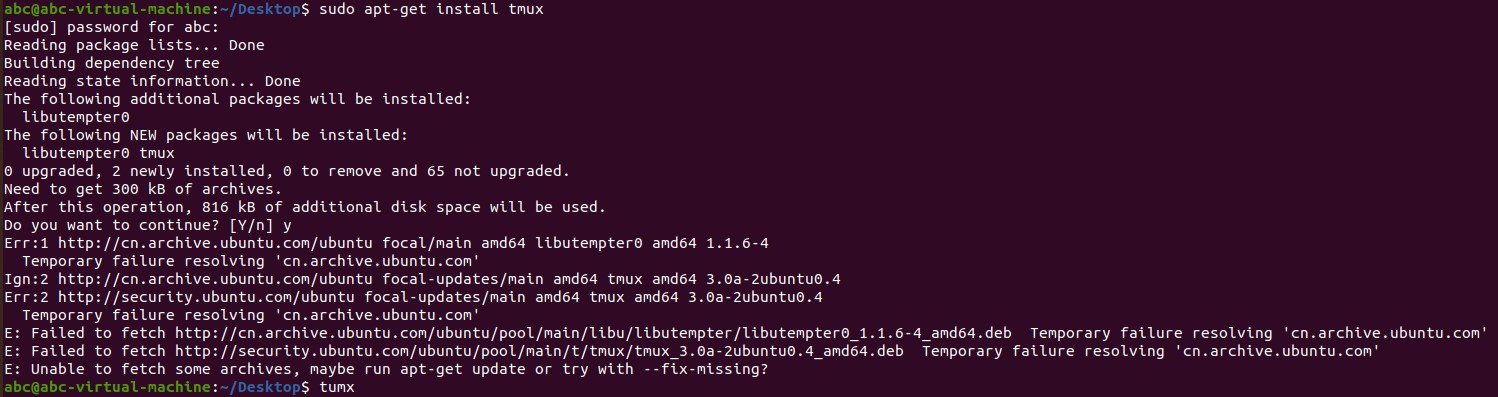 abc@abc-virtual-machine:~/Desktop$ sudo apt-get install tmux
[sudo] password for abc:
Reading package lists... Done
Building dependency tree
Reading state information... Done
The following additional packages will be installed:
  libutempter0
The following NEW packages will be installed:
  libutempter0 tmux
0 upgraded, 2 newly installed, 0 to remove and 65 not upgraded.
Need to get 300 kB of archives.
After this operation, 816 kB of additional disk space will be used.
Do you want to continue? [Y/n] y
Err:1 http://cn.archive.ubuntu.com/ubuntu focal/main amd64 libutempter0 amd64 1.1.6-4
  Temporary failure resolving 'cn.archive.ubuntu.com'
Ign:2 http://cn.archive.ubuntu.com/ubuntu focal-updates/main amd64 tmux amd64 3.0a-2ubuntu0.4
Err:2 http://security.ubuntu.com/ubuntu focal-updates/main amd64 tmux amd64 3.0a-2ubuntu0.4
  Temporary failure resolving 'cn.archive.ubuntu.com'
E: Failed to fetch http://cn.archive.ubuntu.com/ubuntu/pool/main/libu/libutempter/libutempter0_1.1.6-4_amd64.deb  Temporary failure resolving 'cn.archive.ubuntu.com'
E: Failed to fetch http://security.ubuntu.com/ubuntu/pool/main/t/tmux/tmux_3.0a-2ubuntu0.4_amd64.deb  Temporary failure resolving 'cn.archive.ubuntu.com'
E: Unable to fetch some archives, maybe run apt-get update or try with --fix-missing?
abc@abc-virtual-machine:~/Desktop$ tumx